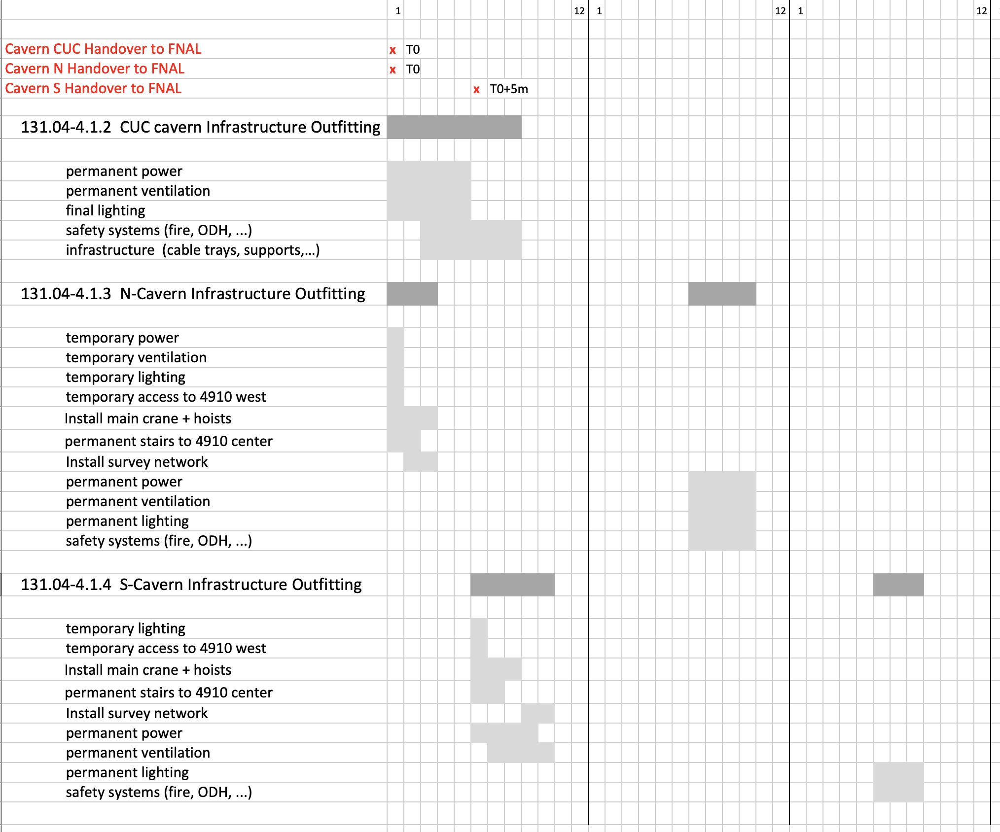 1 12 1 12 1 12
Cavern CUC Handover to FNAL x T0
Cavern N Handover to FNAL x T0
Cavern S Handover to FNAL x T0+5m
131.04-4.1.2 CUC cavern Infrastructure Outfitting
permanent power
permanent ventilation
final lighting
safety systems (fire, ODH, ...)
infrastructure (cable trays, supports,...)
131.04-4.1.3 N-Cavern Infrastructure Outfitting
temporary power
temporary ventilation
temporary lighting
temporary access to 4910 west
Install main crane + hoists
permanent stairs to 4910 center
Install survey network
permanent power
permanent ventilation
permanent lighting
safety systems (fire, ODH, ...)
131.04-4.1.4 S-Cavern Infrastructure Outfitting
temporary lighting
temporary access to 4910 west
Install main crane + hoists
permanent stairs to 4910 center
Install survey network
permanent power
permanent ventilation
permanent lighting
safety systems (fire, ODH, ...)